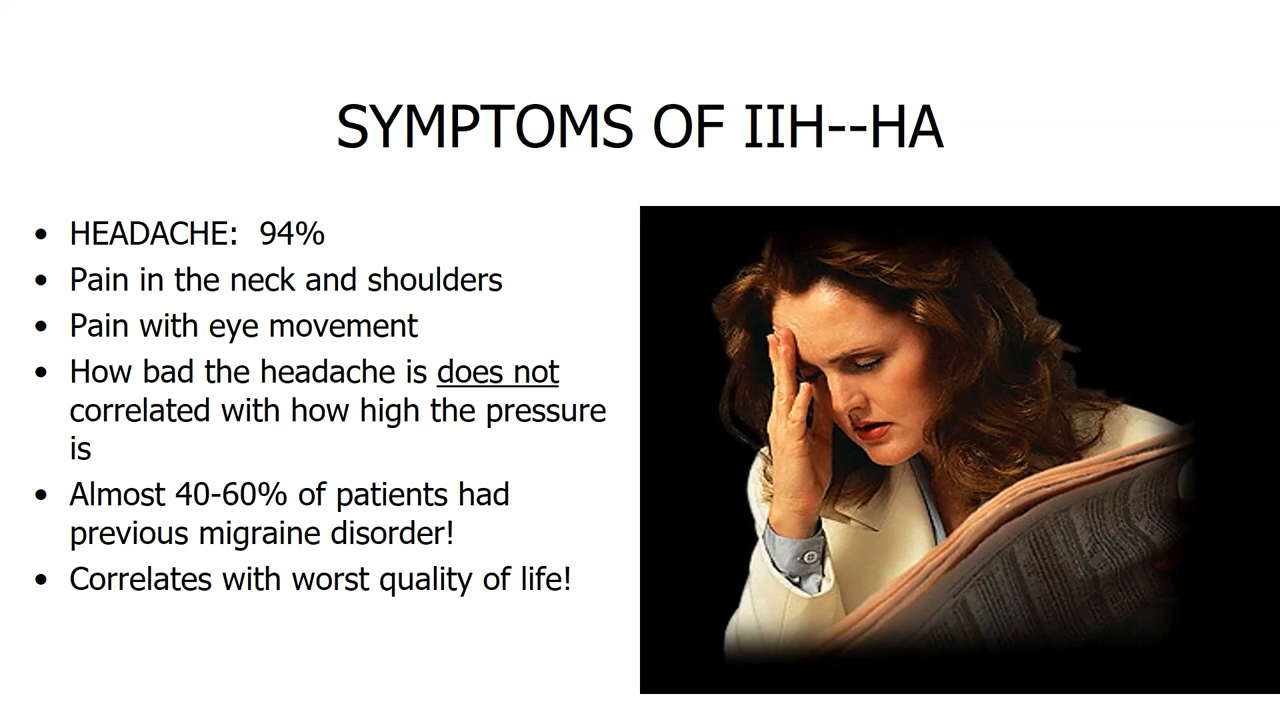 SYMPTOMS OF IIH--HA
• HEADACHE:  94%
• Pain in the neck and shoulders
• Pain with eye movement
• How bad the headache is does not
correlated with how high the pressure
is
• Almost 40-60% of patients had
previous migraine disorder!
• Correlates with worst quality of life!